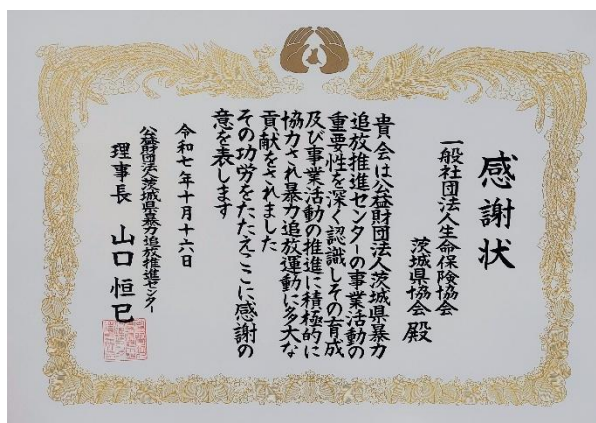 感謝状
一般社団法人生命保険協会
茨城県協会 殿
貴会は公益財団法人茨城県暴力
追放推進センターの事業活動の
重要性を深く認識しその育成
及び事業活動の推進に積極的に
協力され暴力追放運動に多大な
貢献をされました
その功労をたたえここに感謝の
意を表します
令和七年十月十六日
公益財団法人茨城県暴力追放推進センター
理事長 山口恒巳